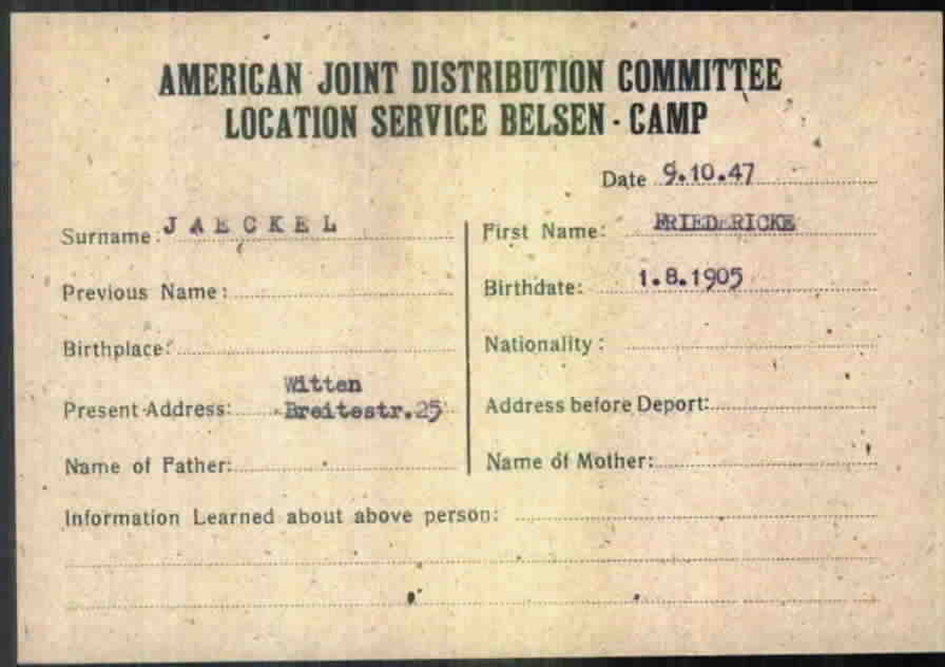 AMERICAN JOINT DISTRIBUTION COMMITTEE
LOCATION SERVICE BELSEN - CAMP
Date 9.10.47
Surname: JAECKEL
First Name: FRIEDERICKE
Previous Name:
Birthdate: 1.8.1905
Birthplace:
Nationality:
Present Address: Witten
Breitestr.25
Address before Deport:
Name of Father:
Name of Mother:
Information Learned about above person: